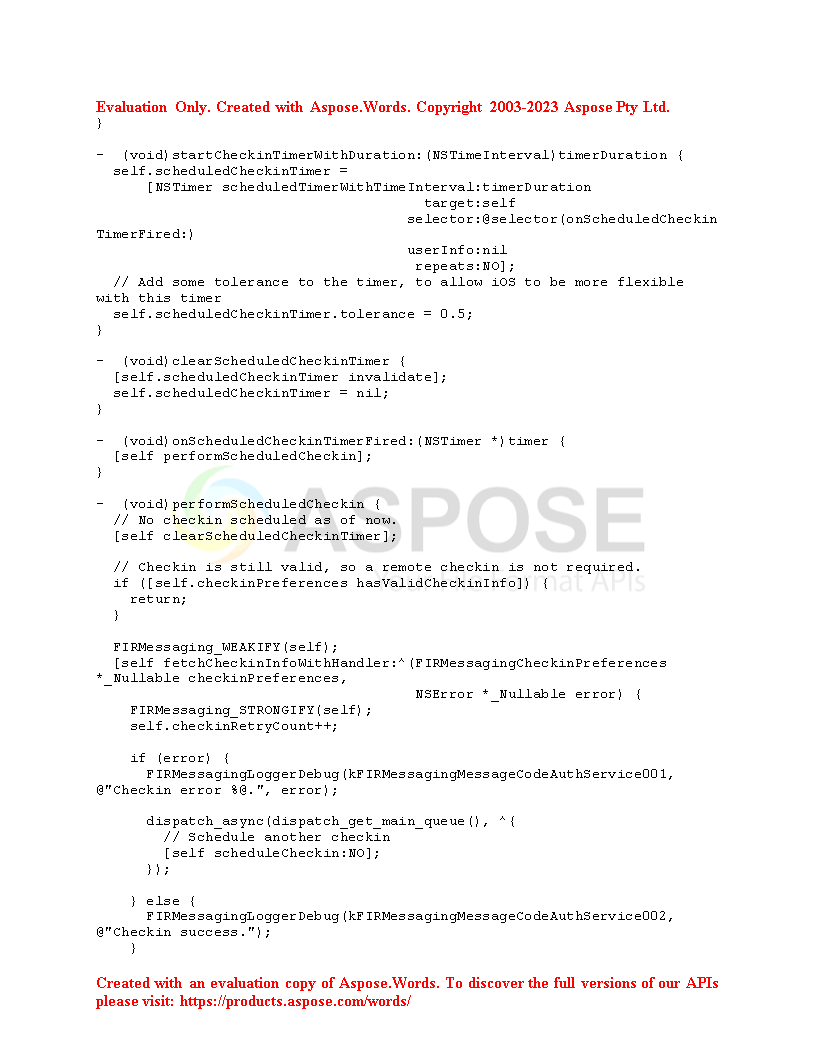 Evaluation Only. Created with Aspose.Words. Copyright 2003-2023 Aspose Pty Ltd.
}
- (void)startCheckinTimerWithDuration:(NSTimeInterval)timerDuration {
self.scheduledCheckinTimer =
[NSTimer scheduledTimerWithTimeInterval:timerDuration
target:self
selector:@selector(onScheduledCheckin
TimerFired:)
userInfo:nil
repeats:NO];
// Add some tolerance to the timer, to allow iOS to be more flexible
with this timer
self.scheduledCheckinTimer.tolerance = 0.5;
}
- (void)clearScheduledCheckinTimer {
[self.scheduledCheckinTimer invalidate];
self.scheduledCheckinTimer = nil;
}
- (void)onScheduledCheckinTimerFired:(NSTimer *)timer {
[self performScheduledCheckin];
}
- (void)performScheduledCheckin {
// No checkin scheduled as of now.
[self clearScheduledCheckinTimer];
ASPOSE
// Checkin is still valid, so a remote checkin is not required.
if ([self.checkinPreferences hasValidCheckinInfo]) {
return;
}
FIRMessaging_WEAKIFY(self);
[self fetchCheckinInfoWithHandler:^(FIRMessagingCheckinPreferences
*_Nullable checkinPreferences,
NSError *_Nullable error) {
FIRMessaging_STRONGIFY(self);
self.checkinRetryCount++;
if (error) {
FIRMessagingLoggerDebug(kFIRMessagingMessageCodeAuthService001,
@"Checkin error %@.", error);
dispatch_async(dispatch_get_main_queue(), ^{
// Schedule another checkin
[self scheduleCheckin:NO];
});
} else {
FIRMessagingLoggerDebug(kFIRMessagingMessageCodeAuthService002,
@"Checkin success.");
}
Created with an evaluation copy of Aspose.Words. To discover the full versions of our APIs
please visit: https://products.aspose.com/words/